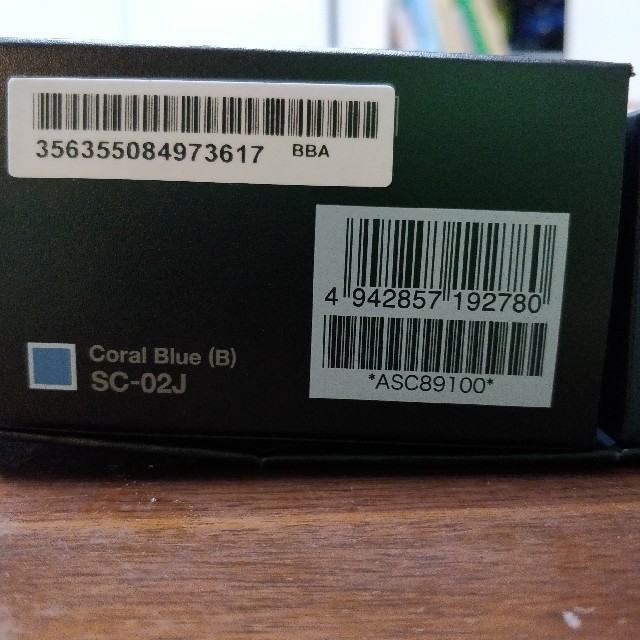 356355084973617 BBA
4 942857 192780
*ASC89100*
Coral Blue (B)
SC-02J